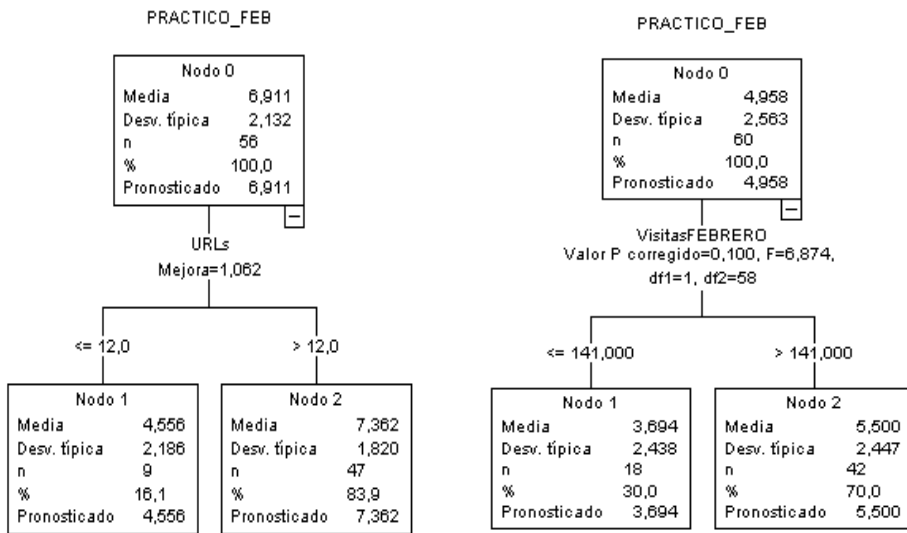 PRACTICO_FEB
Nodo 0
Media 6,911
Desv. típica 2,132
n 56
% 100,0
Pronosticado 6,911
URLs
Mejora=1,062
<= 12,0
> 12,0
Nodo 1
Media 4,556
Desv. típica 2,186
n 9
% 16,1
Pronosticado 4,556
Nodo 2
Media 7,362
Desv. típica 1,820
n 47
% 83,9
Pronosticado 7,362
PRACTICO_FEB
Nodo 0
Media 4,958
Desv. típica 2,563
n 60
% 100,0
Pronosticado 4,958
VisitasFEBRERO
Valor P corregido=0,100, F=6,874,
df1=1, df2=58
<= 141,000
> 141,000
Nodo 1
Media 3,694
Desv. típica 2,438
n 18
% 30,0
Pronosticado 3,694
Nodo 2
Media 5,500
Desv. típica 2,447
n 42
% 70,0
Pronosticado 5,500